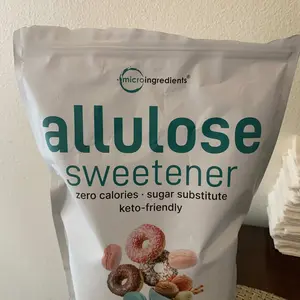 microingredients®
allulose
sweetener
zero calories · sugar substitute
keto-friendly